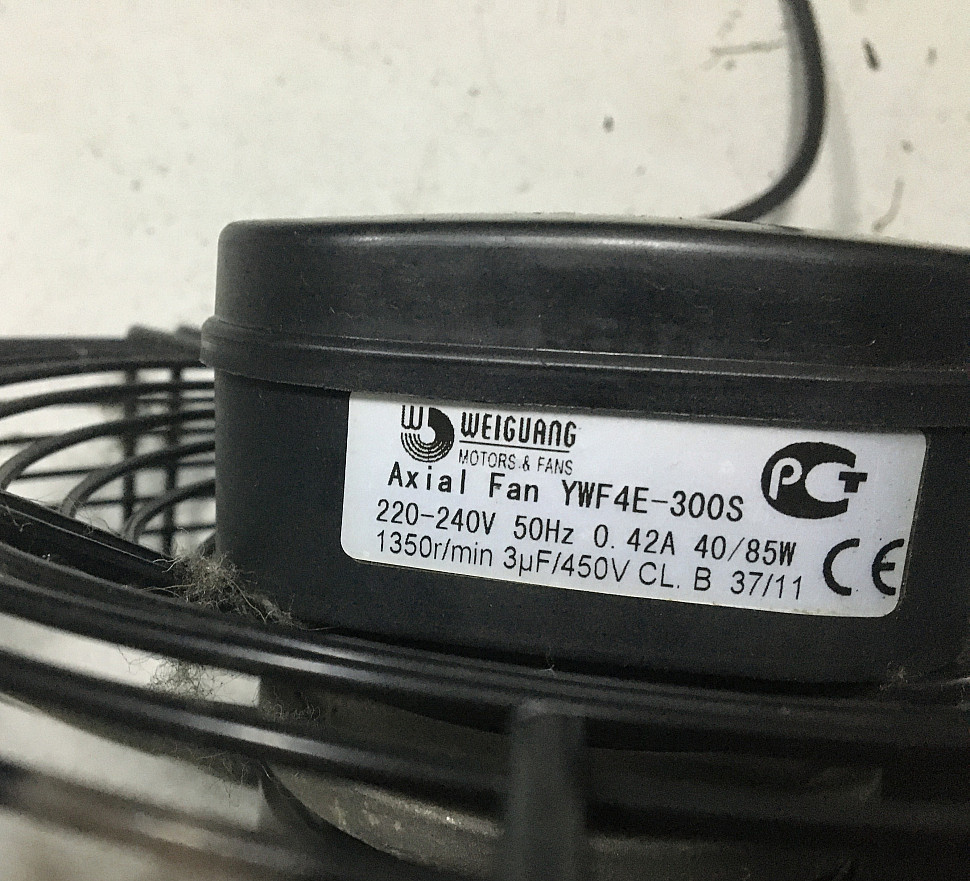 WEIGUANG
MOTORS & FANS
Axial Fan YWF4E-300S
220-240V 50Hz 0.42A 40/85W
1350r/min 3μF/450V CL. B 37/11
PCT
CE